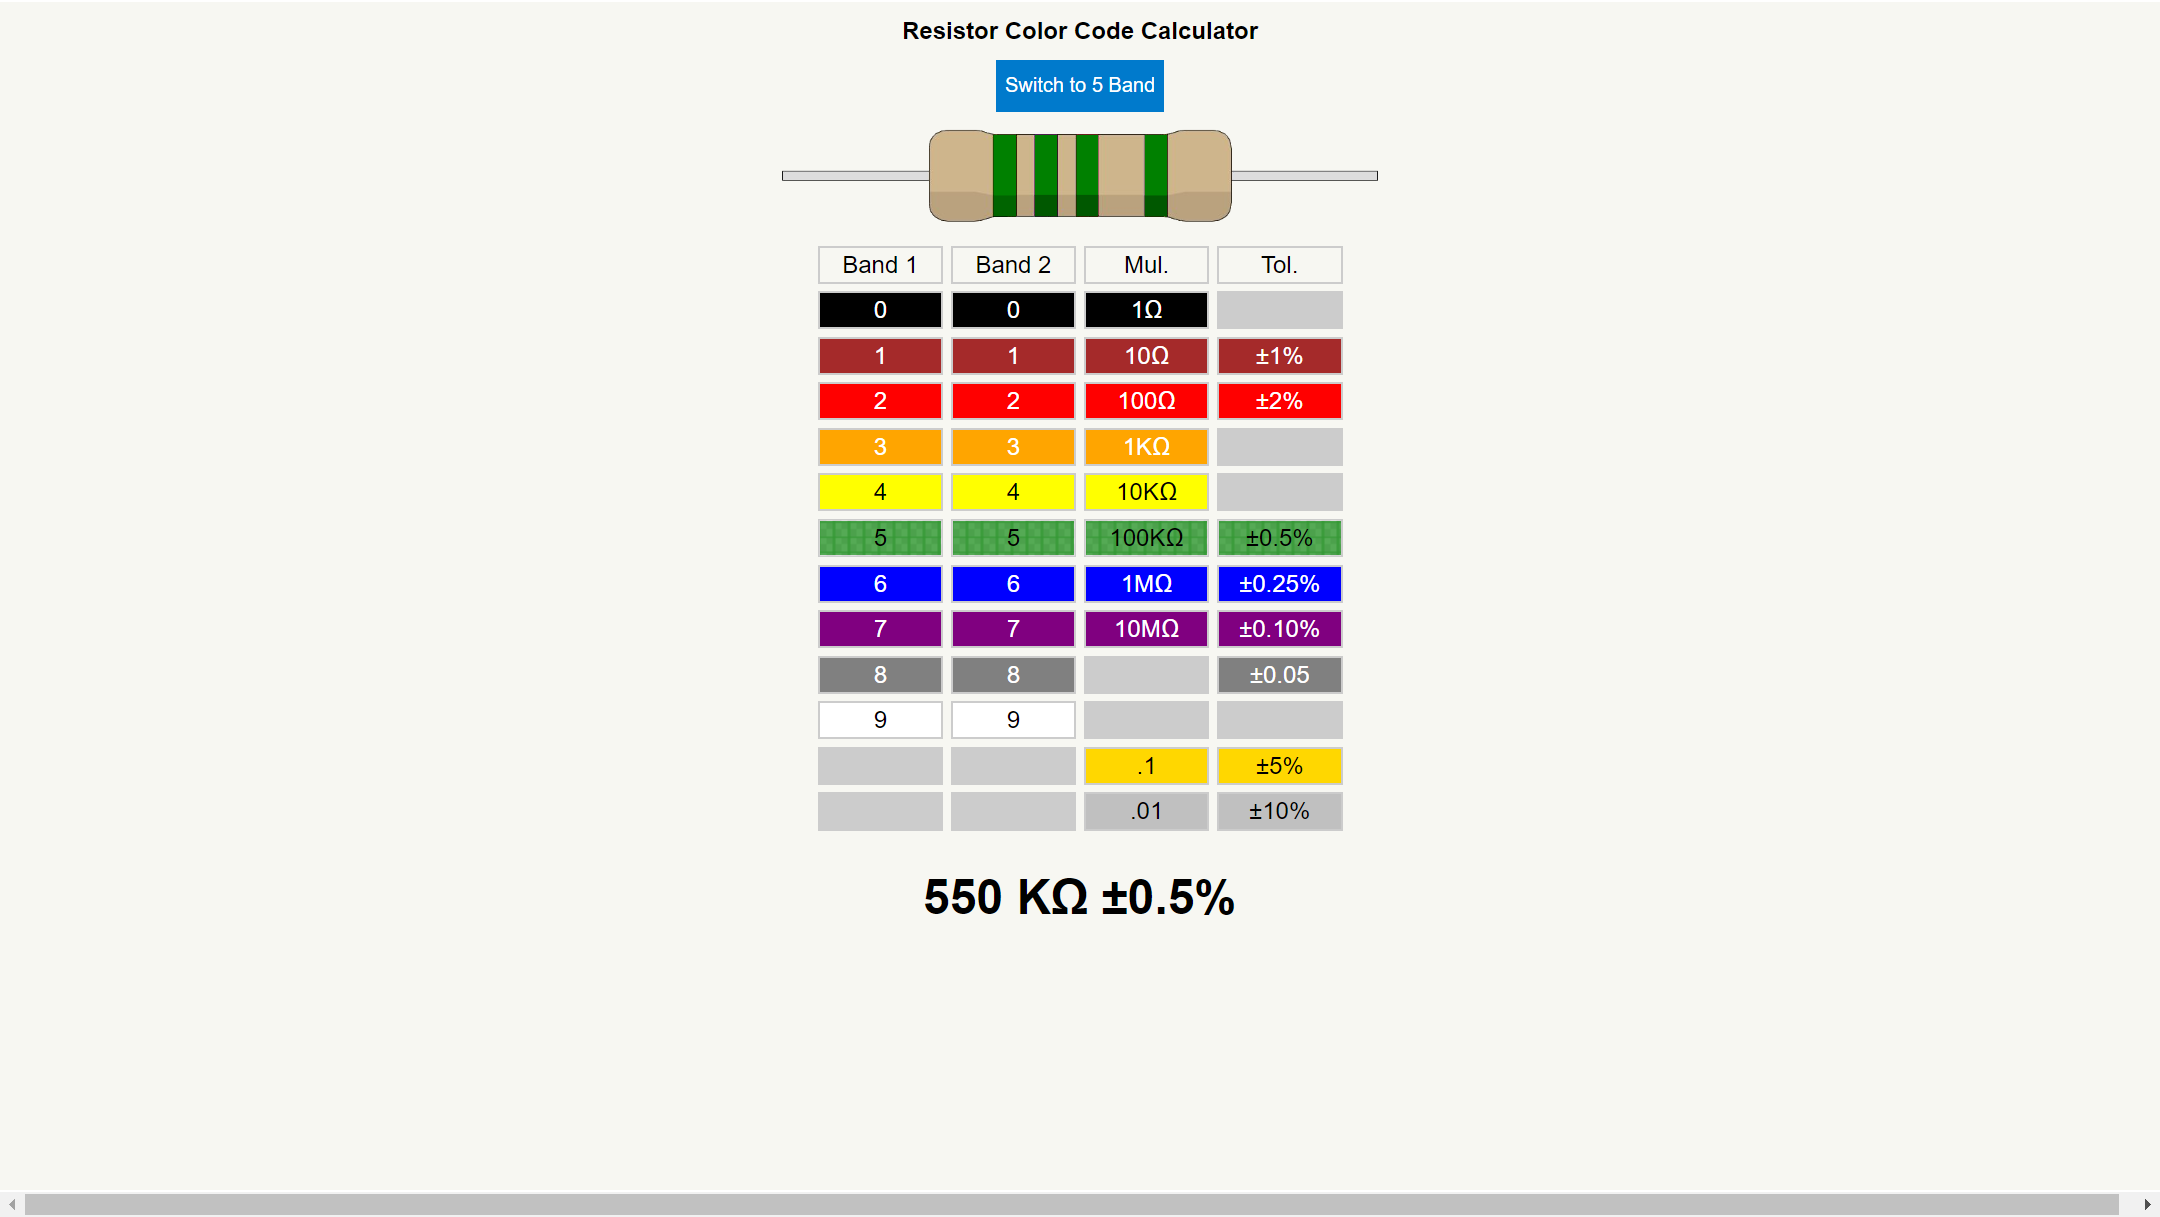 Resistor Color Code Calculator
Switch to 5 Band
Band 1 Band 2 Mul. Tol.
0 0 1Ω
1 1 10Ω ±1%
2 2 100Ω ±2%
3 3 1KΩ
4 4 10KΩ
5 5 100KΩ ±0.5%
6 6 1MΩ ±0.25%
7 7 10MΩ ±0.10%
8 8 ±0.05
9 9
.1 ±5%
.01 ±10%
550 KΩ ±0.5%